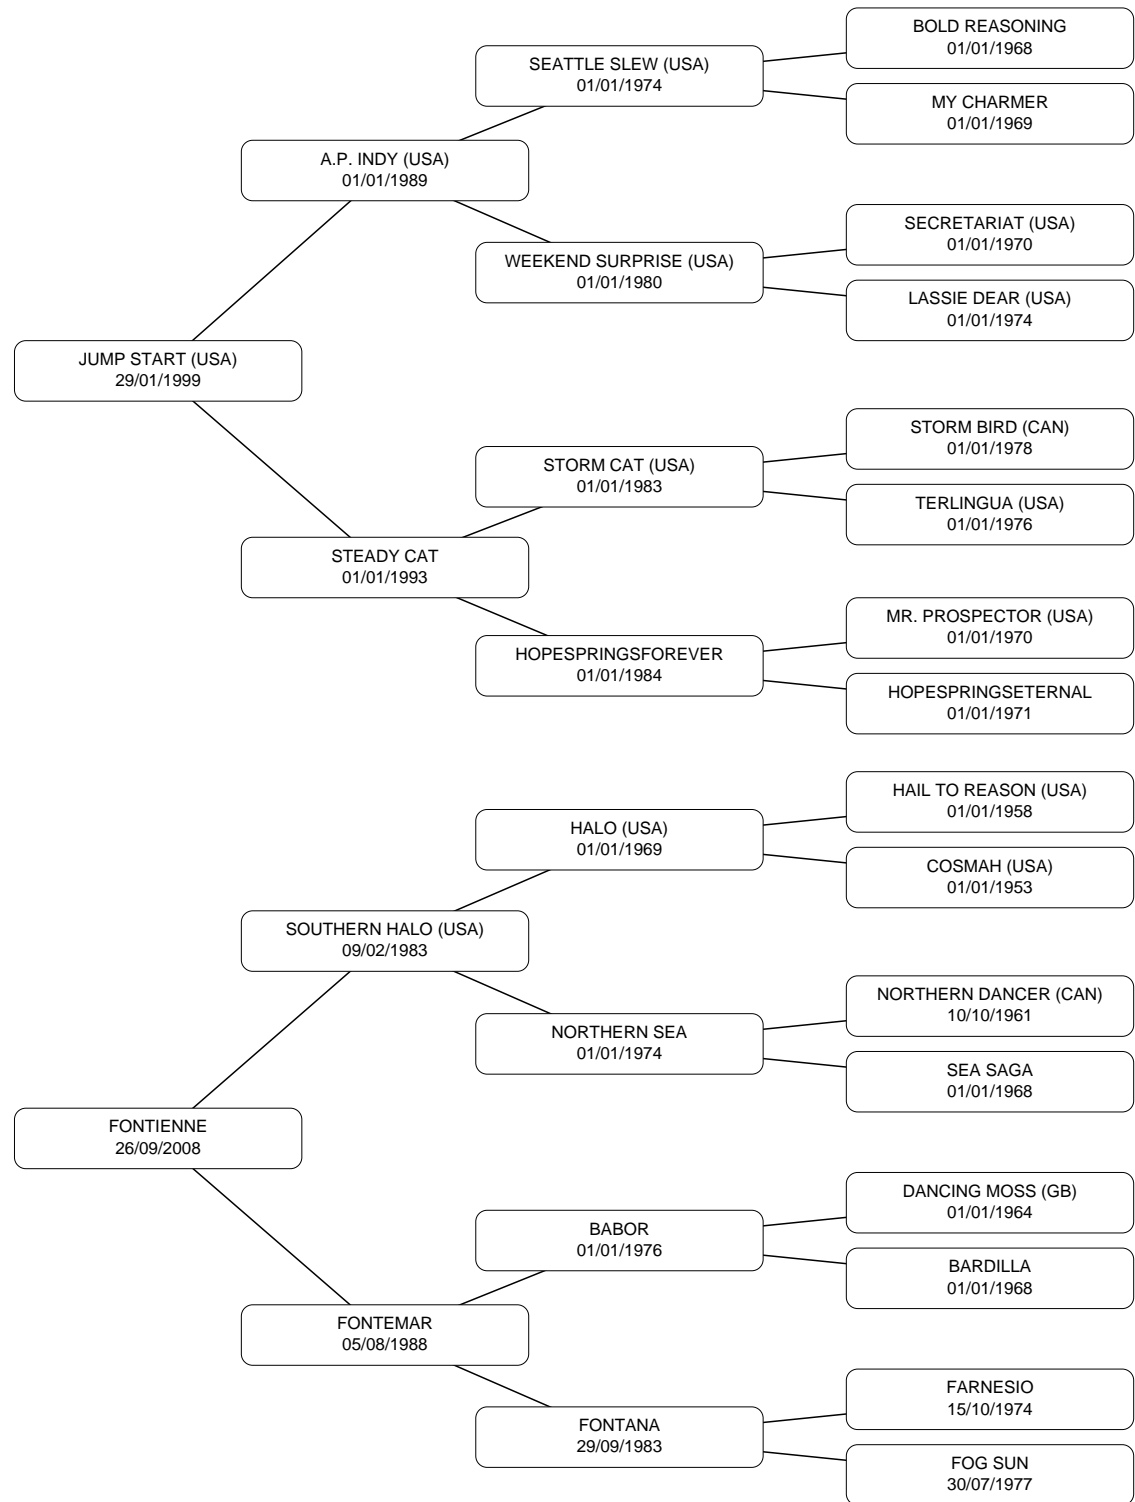 BOLD REASONING
01/01/1968
SEATTLE SLEW (USA)
01/01/1974
MY CHARMER
01/01/1969
A.P. INDY (USA)
01/01/1989
SECRETARIAT (USA)
01/01/1970
WEEKEND SURPRISE (USA)
01/01/1980
LASSIE DEAR (USA)
01/01/1974
JUMP START (USA)
29/01/1999
STORM BIRD (CAN)
01/01/1978
STORM CAT (USA)
01/01/1983
TERLINGUA (USA)
01/01/1976
STEADY CAT
01/01/1993
MR. PROSPECTOR (USA)
01/01/1970
HOPESPRINGSFOREVER
01/01/1984
HOPESPRINGSETERNAL
01/01/1971
HAIL TO REASON (USA)
01/01/1958
HALO (USA)
01/01/1969
COSMAH (USA)
01/01/1953
SOUTHERN HALO (USA)
09/02/1983
NORTHERN DANCER (CAN)
10/10/1961
NORTHERN SEA
01/01/1974
SEA SAGA
01/01/1968
FONTIENNE
26/09/2008
DANCING MOSS (GB)
01/01/1964
BABOR
01/01/1976
BARDILLA
01/01/1968
FONTEMAR
05/08/1988
FARNESIO
15/10/1974
FONTANA
29/09/1983
FOG SUN
30/07/1977